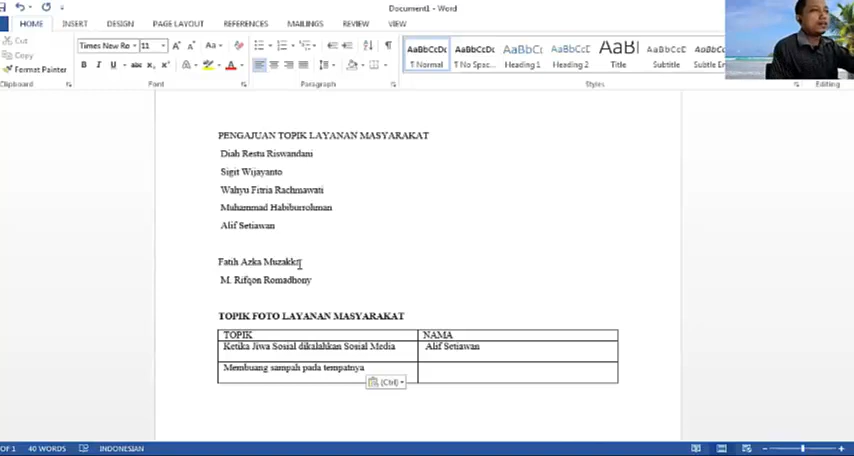 Document1 - Word
HOME INSERT DESIGN PAGE LAYOUT REFERENCES MAILINGS REVIEW VIEW
Cut
Copy
Format Painter
Clipboard
Times New Ro 11
Font
Paragraph
AaBbCcDc AaBbCcDc AaBbCc AaBbCcC AaBl AaBbCcC
¶ Normal ¶ No Spac... Heading 1 Heading 2 Title Subtitle Subtle Em
Styles
Editing
PENGAJUAN TOPIK LAYANAN MASYARAKAT
Diah Restu Riswandani
Sigit Wijayanto
Wahyu Fitria Rachmawati
Muhammad Habiburrohman
Alif Setiawan
Fatih Azka Muzakki
M. Rifqon Romadhony
TOPIK FOTO LAYANAN MASYARAKAT
TOPIK NAMA
Ketika Jiwa Sosial dikalahkan Sosial Media Alif Setiawan
Membuang sampah pada tempatnya
(Ctrl)
OF 1 40 WORDS INDONESIAN